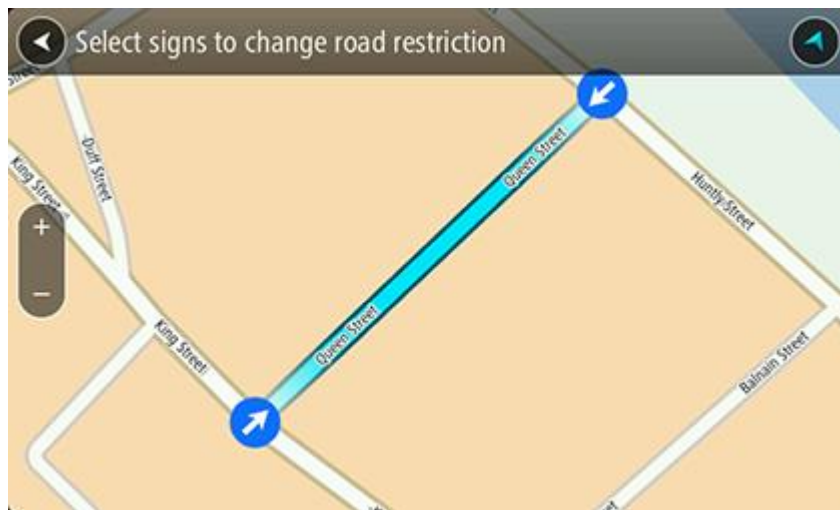 Select signs to change road restriction
Duff Street
King Street
Queen Street
Huntly Street
+
−
Queen Street
King Street
Balnain Street